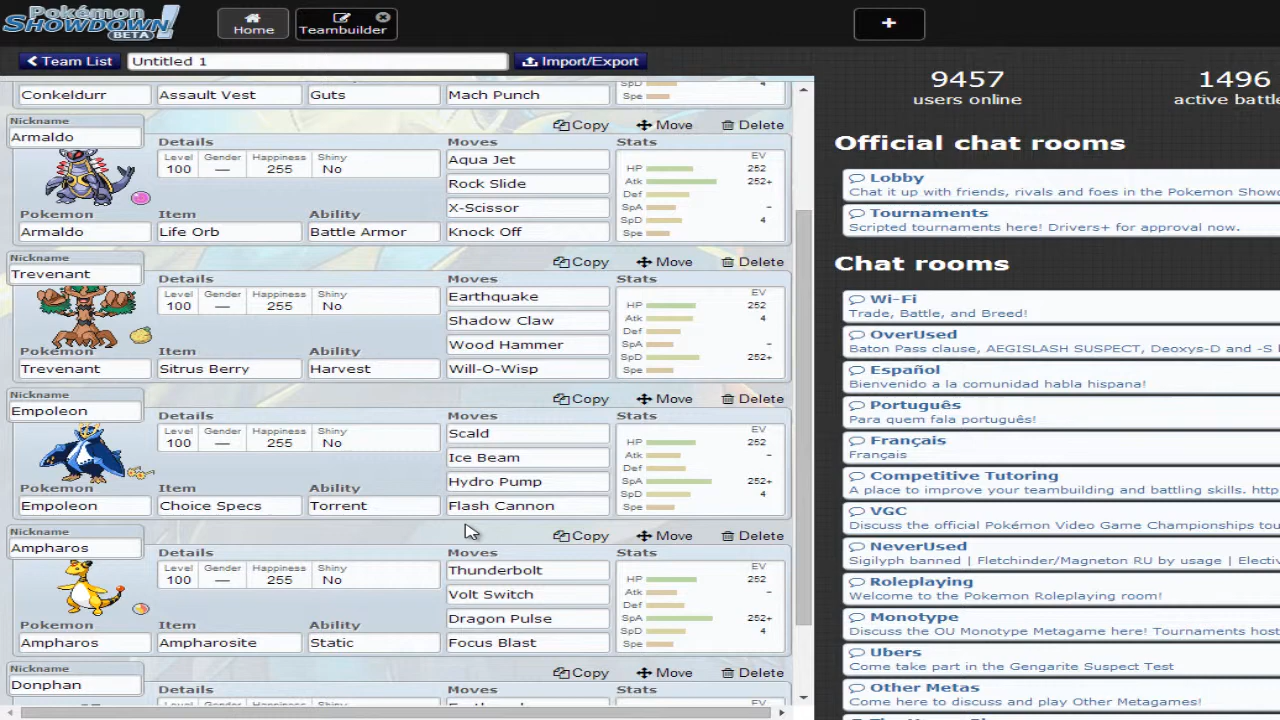 Pokémon
SHOWDOWN!
BETA
Home
Teambuilder
+
Team List
Untitled 1
Import/Export
9457
users online
1496
active battle
Conkeldurr
Assault Vest
Guts
Mach Punch
SpD
4
Spe
Copy
Move
Delete
Nickname
Armaldo
Details
Level
Gender
Happiness
Shiny
100
—
255
No
Pokemon
Item
Ability
Armaldo
Life Orb
Battle Armor
Moves
Aqua Jet
Rock Slide
X-Scissor
Knock Off
Stats
EV
HP
252
Atk
252+
Def
SpA
–
SpD
4
Spe
Copy
Move
Delete
Nickname
Trevenant
Details
Level
Gender
Happiness
Shiny
100
—
255
No
Pokemon
Item
Ability
Trevenant
Sitrus Berry
Harvest
Moves
Earthquake
Shadow Claw
Wood Hammer
Will-O-Wisp
Stats
EV
HP
252
Atk
4
Def
SpA
–
SpD
252+
Spe
Copy
Move
Delete
Nickname
Empoleon
Details
Level
Gender
Happiness
Shiny
100
—
255
No
Pokemon
Item
Ability
Empoleon
Choice Specs
Torrent
Moves
Scald
Ice Beam
Hydro Pump
Flash Cannon
Stats
EV
HP
252
Atk
–
Def
SpA
252+
SpD
4
Spe
Copy
Move
Delete
Nickname
Ampharos
Details
Level
Gender
Happiness
Shiny
100
—
255
No
Pokemon
Item
Ability
Ampharos
Ampharosite
Static
Moves
Thunderbolt
Volt Switch
Dragon Pulse
Focus Blast
Stats
EV
HP
252
Atk
–
Def
SpA
252+
SpD
4
Spe
Copy
Move
Delete
Nickname
Donphan
Details
Moves
Stats
EV
Official chat rooms
Lobby
Chat it up with friends, rivals and foes in the Pokemon Showd
Tournaments
Scripted tournaments here! Drivers+ for approval now.
Chat rooms
Wi-Fi
Trade, Battle, and Breed!
OverUsed
Baton Pass clause, AEGISLASH SUSPECT, Deoxys-D and -S
Español
Bienvenido a la comunidad habla hispana!
Português
Para quem fala português!
Français
Français
Competitive Tutoring
A place to improve your teambuilding and battling skills. http
VGC
Discuss the official Pokémon Video Game Championships tou
NeverUsed
Sigilyph banned | Fletchinder/Magneton RU by usage | Electiv
Roleplaying
Welcome to the Pokemon Roleplaying room!
Monotype
Discuss the OU Monotype Metagame here! Tournaments host
Ubers
Come take part in the Gengarite Suspect Test
Other Metas
Come here to discuss and play Other Metagames!